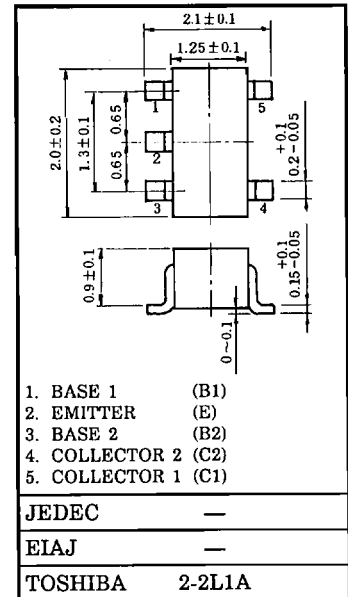 2.1±0.1
1.25±0.1
2.0±0.2
1.3±0.1
0.65
0.65
1
2
3
5
4
+0.1
0.2-0.05
0.9±0.1
+0.1
0.15-0.05
0~0.1
1. BASE 1 (B1)
2. EMITTER (E)
3. BASE 2 (B2)
4. COLLECTOR 2 (C2)
5. COLLECTOR 1 (C1)
JEDEC —
EIAJ —
TOSHIBA 2-2L1A